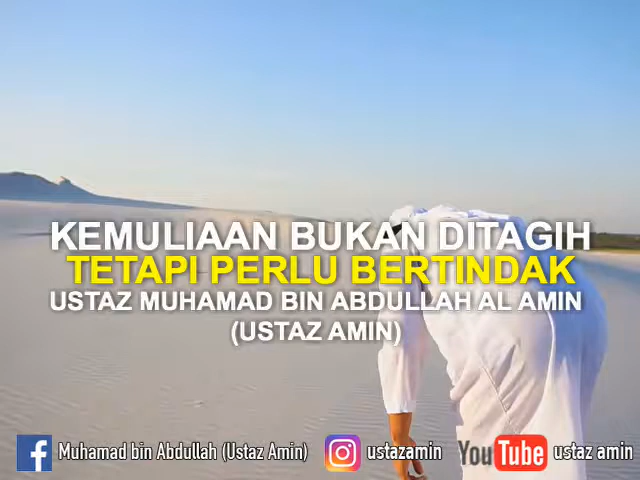 KEMULIAAN BUKAN DITAGIH
TETAPI PERLU BERTINDAK
USTAZ MUHAMAD BIN ABDULLAH AL AMIN
(USTAZ AMIN)
Muhamad bin Abdullah (Ustaz Amin) ustazamin YouTube ustaz amin